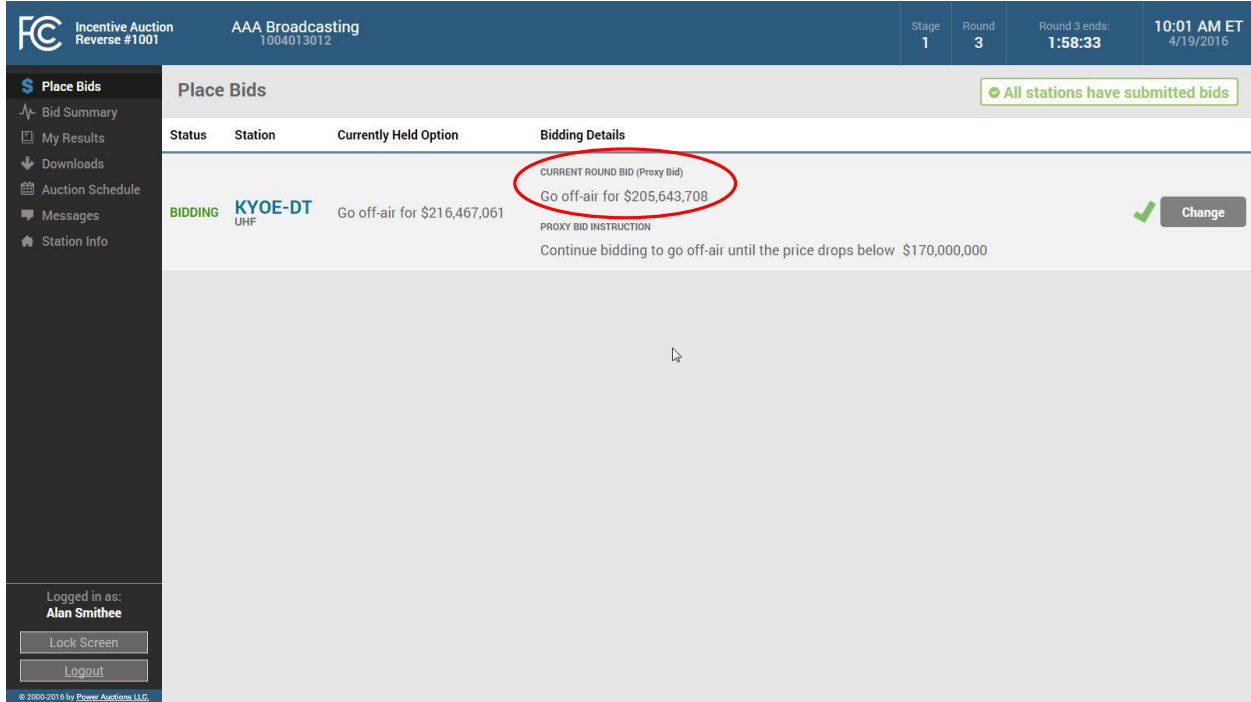 FCC
Incentive Auction
Reverse #1001
AAA Broadcasting
1004013012
Stage
1
Round
3
Round 3 ends:
1:58:33
10:01 AM ET
4/19/2016
Place Bids
Bid Summary
My Results
Downloads
Auction Schedule
Messages
Station Info
Place Bids
All stations have submitted bids
Status Station Currently Held Option Bidding Details
CURRENT ROUND BID (Proxy Bid)
Go off-air for $205,643,708
BIDDING KYOE-DT Go off-air for $216,467,061
UHF
PROXY BID INSTRUCTION
Continue bidding to go off-air until the price drops below $170,000,000
Change
Logged in as:
Alan Smithee
Lock Screen
Logout
© 2000-2016 by Power Auctions LLC.